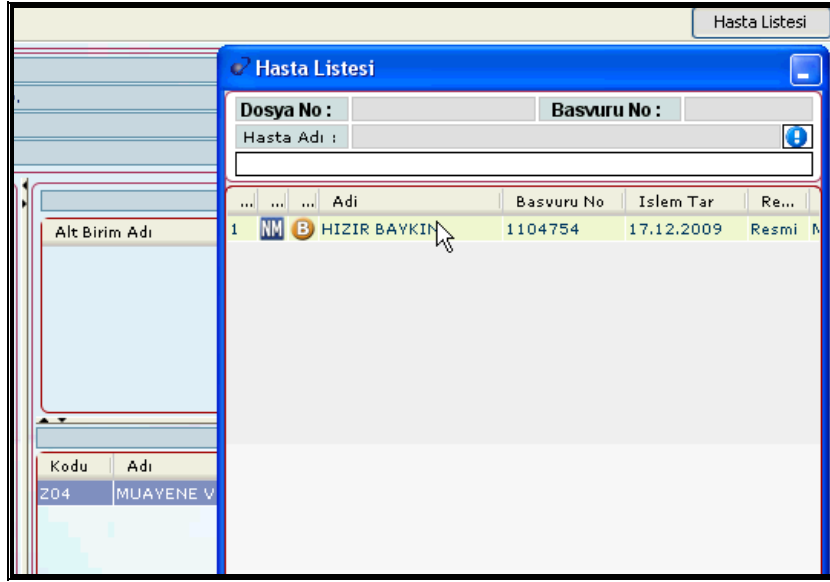 Hasta Listesi
Hasta Listesi
Dosya No :
Basvuru No :
Hasta Adı :
... ... ... Adi Basvuru No Islem Tar Re...
1 NM B HIZIR BAYKIN 1104754 17.12.2009 Resmi
Alt Birim Adı
Kodu Adı
Z04 MUAYENE V